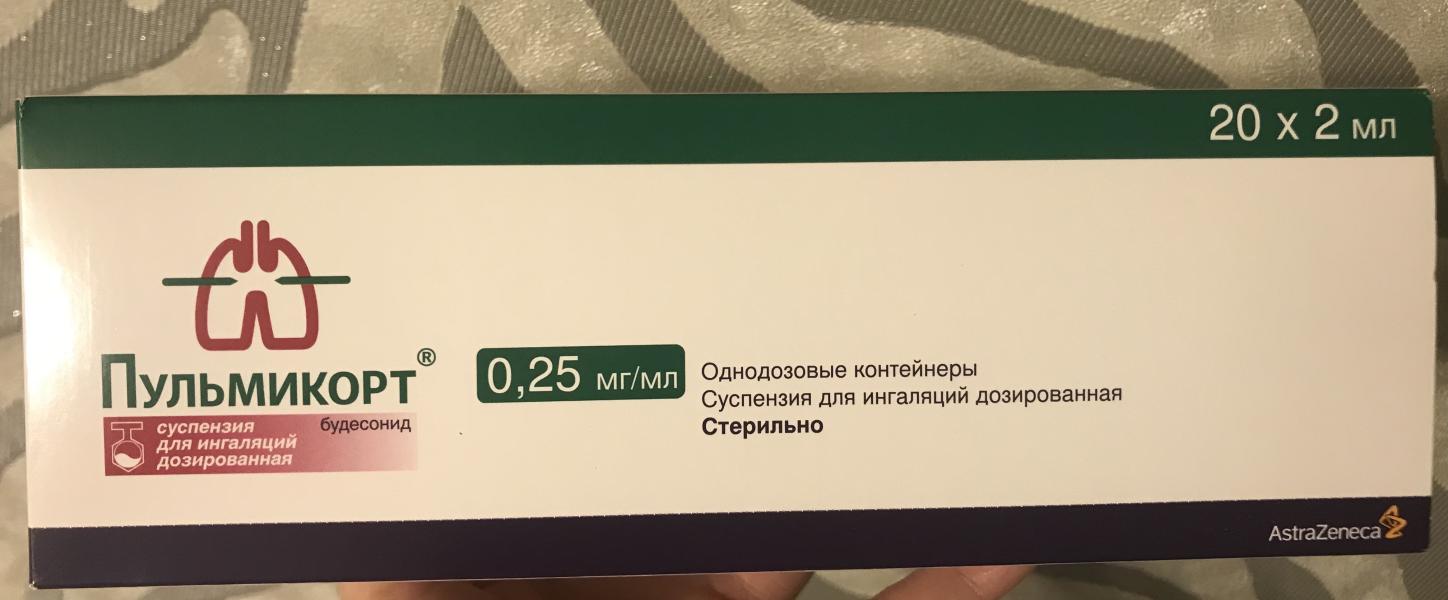 20 x 2 мл
Пульмикорт®
суспензия
для ингаляций
дозированная
будесонид
0,25 мг/мл
Однодозовые контейнеры
Суспензия для ингаляций дозированная
Стерильно
AstraZeneca